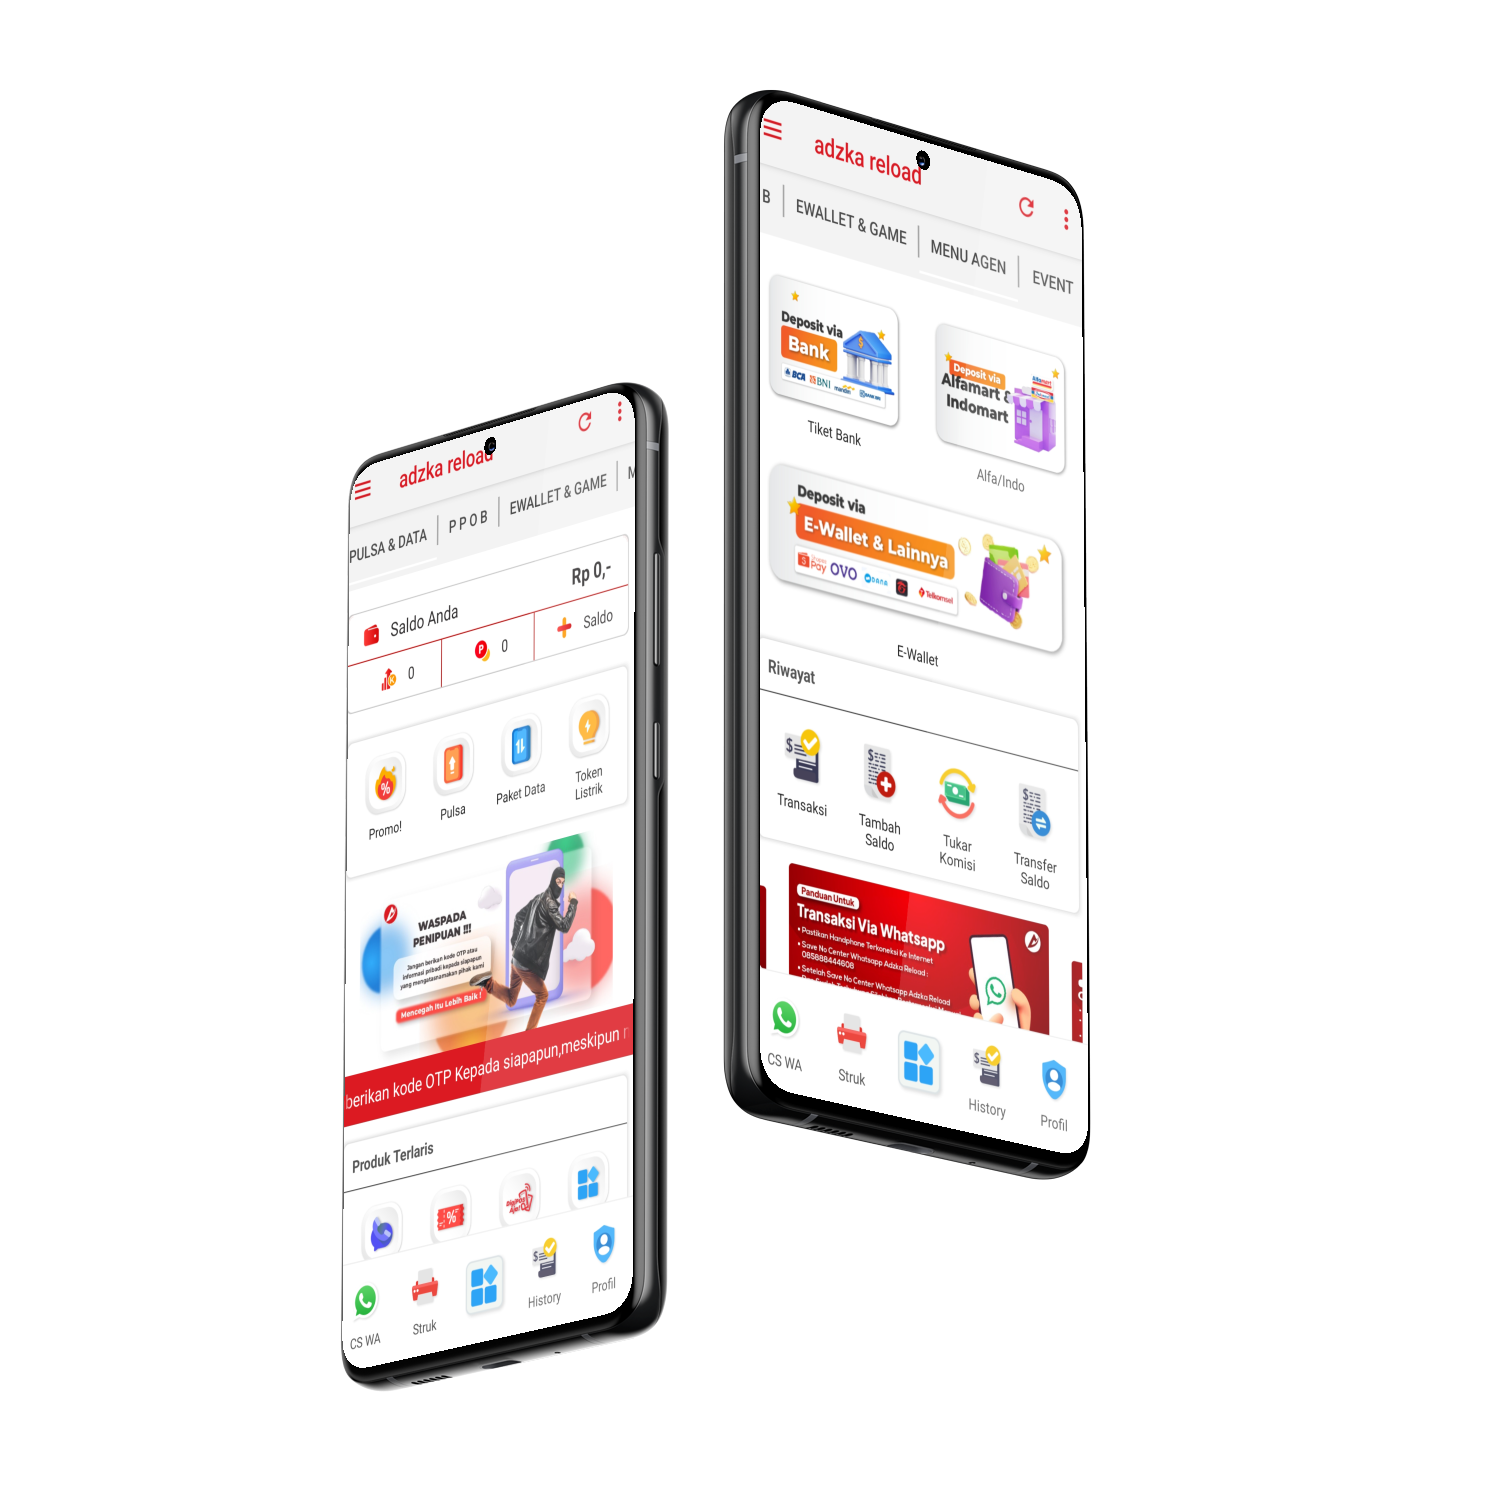 adzka reload
PULSA & DATA
P P O B
EWALLET & GAME
M
Rp 0,-
Saldo Anda
0
0
Saldo
Promo!
Pulsa
Paket Data
Token
Listrik
WASPADA
PENIPUAN !!!
Jangan berikan kode OTP atau
informasi pribadi kepada siapapun
yang mengatasnamakan pihak kami
Mencegah Itu Lebih Baik !
berikan kode OTP Kepada siapapun,meskipun
Produk Terlaris
CS WA
Struk
History
Profil
adzka reload
B
EWALLET & GAME
MENU AGEN
EVENT
Deposit via
Bank
BCA
BNI
mandiri
Tiket Bank
Deposit via
Alfamart &
Indomart
Alfamart
Alfa/Indo
Deposit via
E-Wallet & Lainnya
Pay
OVO
DANA
Telkomsel
E-Wallet
Riwayat
Transaksi
Tambah
Saldo
Tukar
Komisi
Transfer
Saldo
Panduan Untuk
Transaksi Via Whatsapp
• Pastikan Handphone Terkoneksi Ke Internet
• Save No Center Whatsapp Adzka Reload :
085888444608
• Setelah Save No Center Whatsapp Adzka Reload
CS WA
Struk
History
Profil